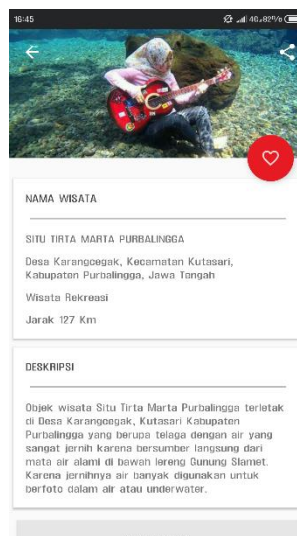 16:45
4G 82%
NAMA WISATA
SITU TIRTA MARTA PURBALINGGA
Desa Karangcegak, Kecamatan Kutasari,
Kabupaten Purbalingga, Jawa Tengah
Wisata Rekreasi
Jarak 127 Km
DESKRIPSI
Objek wisata Situ Tirta Marta Purbalingga terletak
di Desa Karangcegak, Kutasari Kabupaten
Purbalingga yang berupa telaga dengan air yang
sangat jernih karena bersumber langsung dari
mata air alami di bawah lereng Gunung Slamet.
Karena jernihnya air banyak digunakan untuk
berfoto dalam air atau underwater.